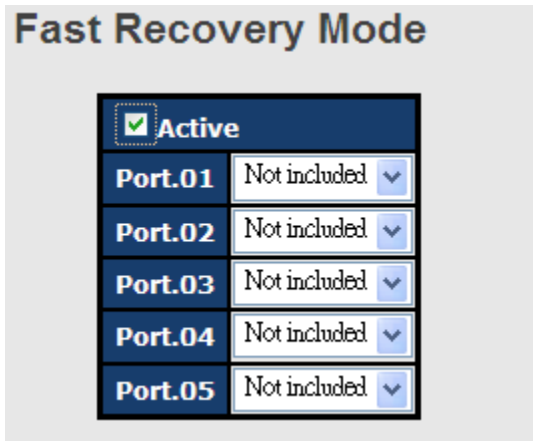 Fast Recovery Mode
Active
Port.01 Not included
Port.02 Not included
Port.03 Not included
Port.04 Not included
Port.05 Not included